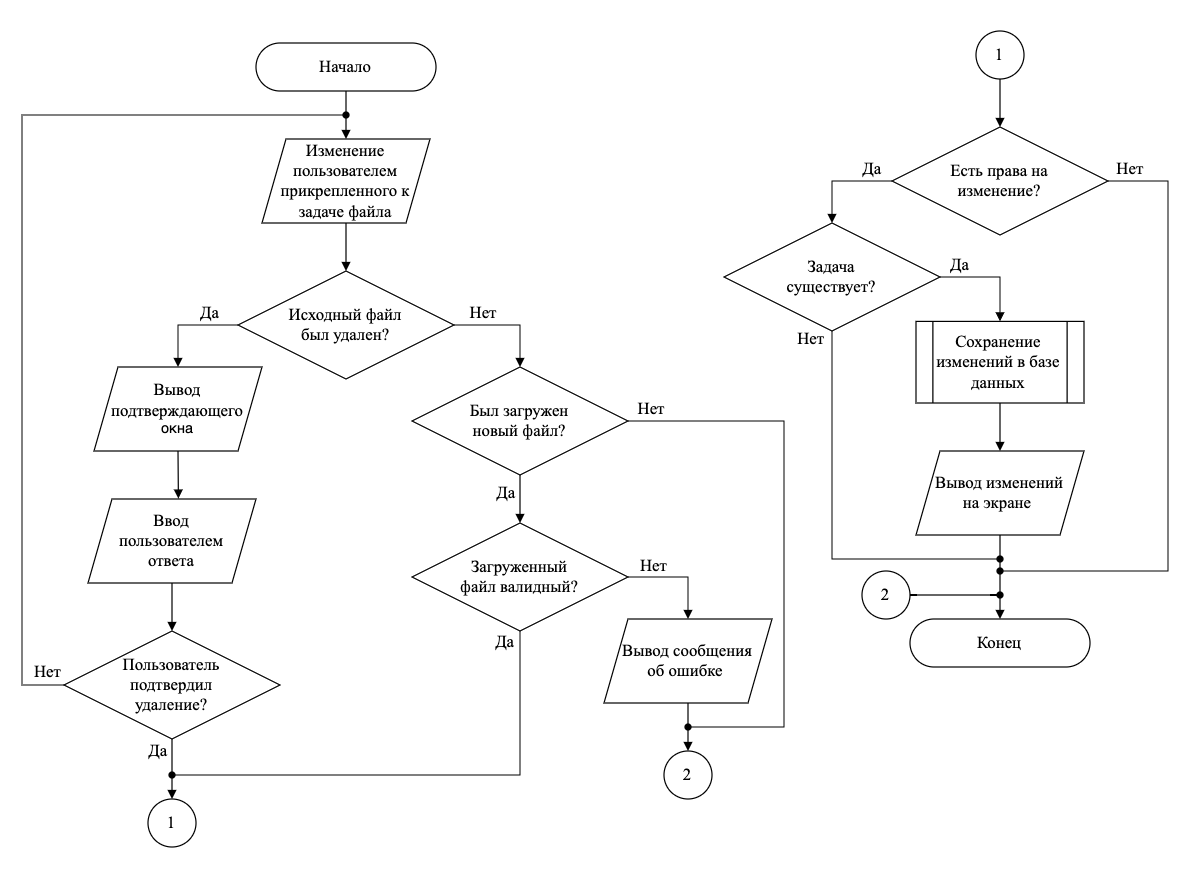 Начало
Изменение
пользователем
прикрепленного к
задаче файла
Исходный файл
был удален?
Да
Нет
Вывод
подтверждающего
окна
Ввод
пользователем
ответа
Пользователь
подтвердил
удаление?
Нет
Да
1
Был загружен
новый файл?
Нет
Да
Загруженный
файл валидный?
Нет
Да
Вывод сообщения
об ошибке
2
1
Есть права на
изменение?
Да
Нет
Задача
существует?
Да
Нет
Сохранение
изменений в базе
данных
Вывод изменений
на экране
2
Конец